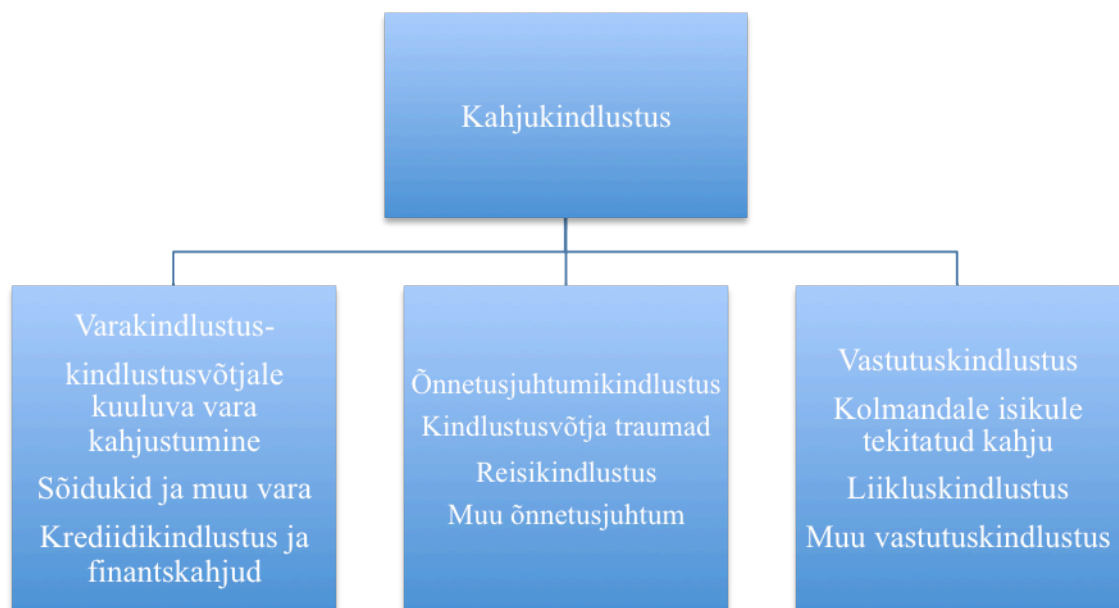 Kahjukindlustus
Varakindlustus-
kindlustusvõtjale
kuuluva vara
kahjustumine
Sõidukid ja muu vara
Krediidikindlustus ja
finantskahjud
Õnnetusjuhtumikindlustus
Kindlustusvõtja traumad
Reisikindlustus
Muu õnnetusjuhtum
Vastutuskindlustus
Kolmandale isikule
tekitatud kahju
Liikluskindlustus
Muu vastutuskindlustus